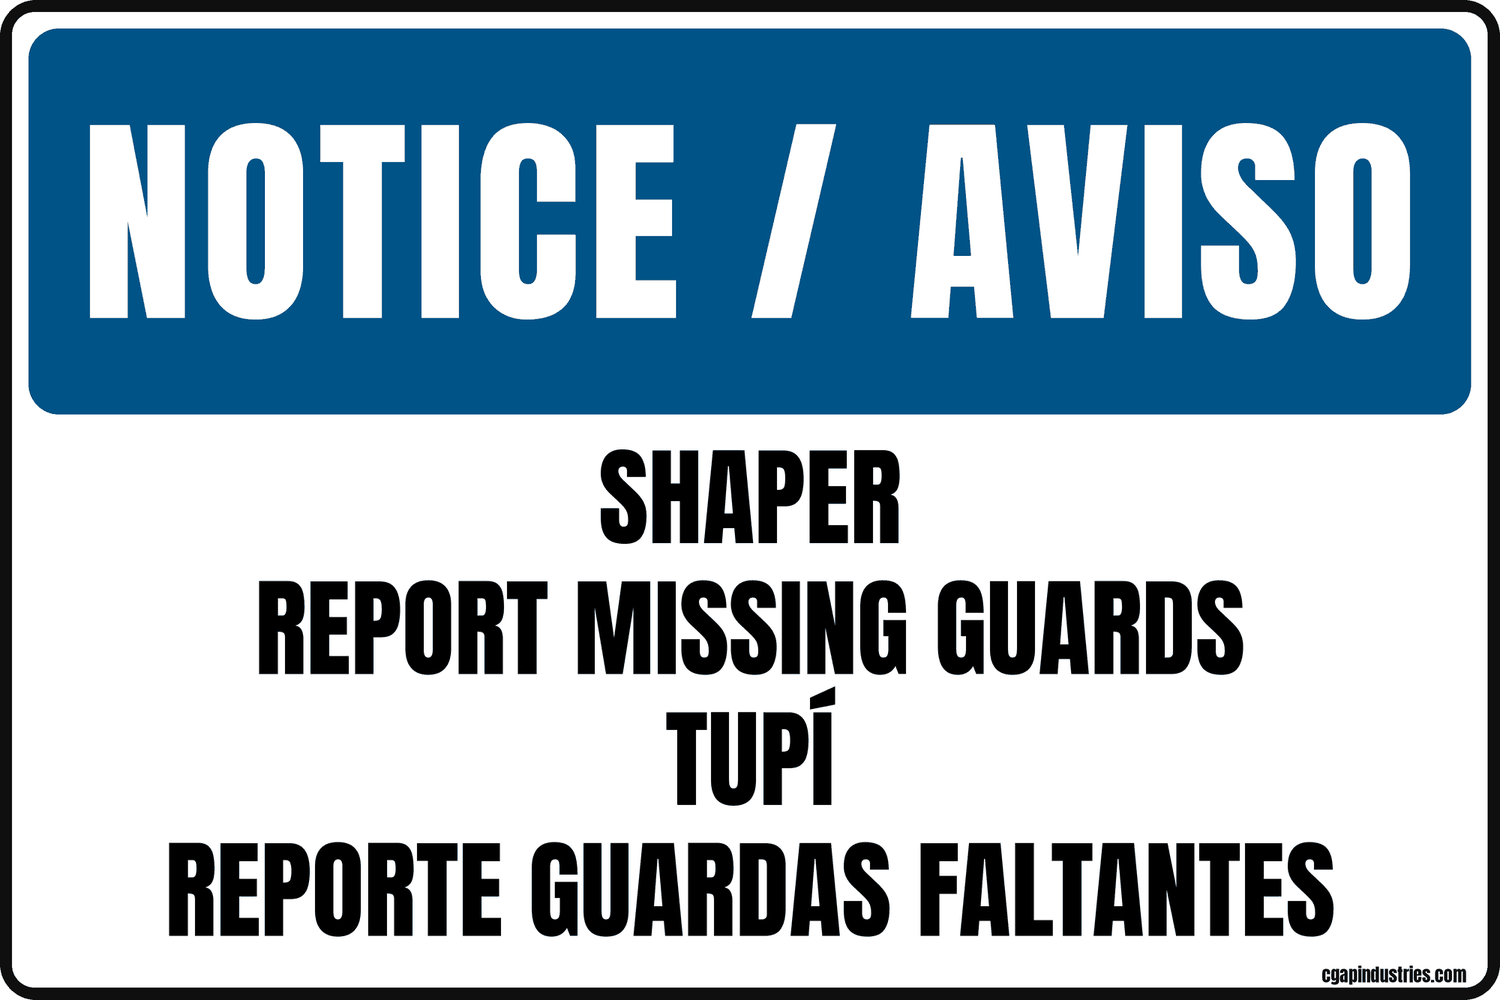 NOTICE / AVISO
SHAPER
REPORT MISSING GUARDS
TUPÍ
REPORTE GUARDAS FALTANTES
cgapindustries.com